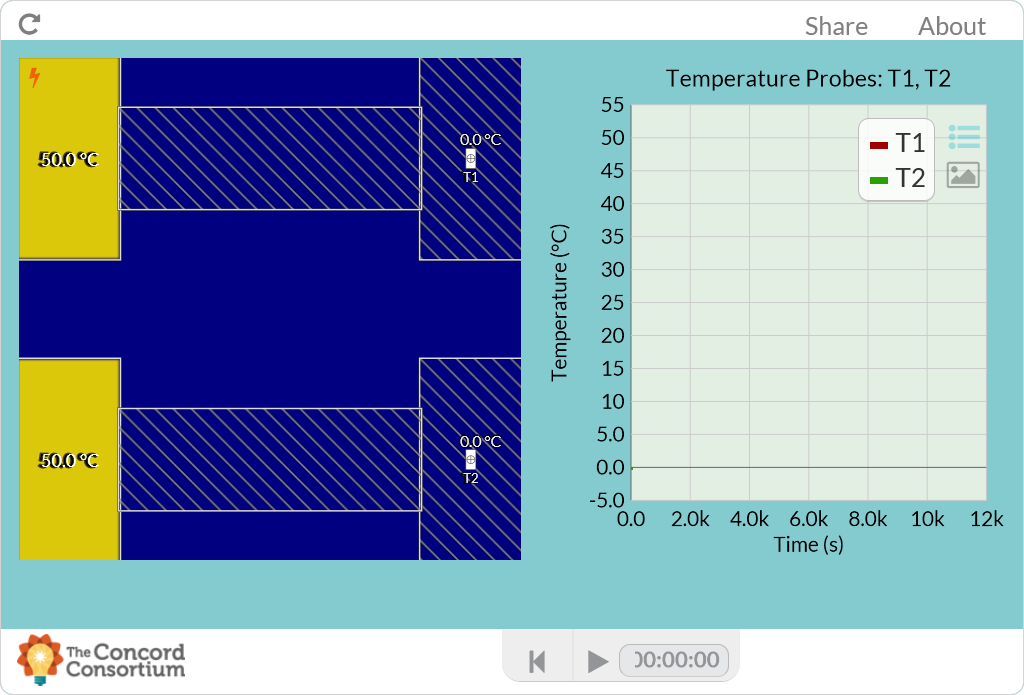 Share About
50.0 °C
0.0 °C
T1
50.0 °C
0.0 °C
T2
Temperature Probes: T1, T2
55
50
45
40
35
30
25
20
15
10
5.0
0.0
-5.0
T1
T2
Temperature (°C)
0.0 2.0k 4.0k 6.0k 8.0k 10k 12k
Time (s)
The Concord
Consortium
00:00:00